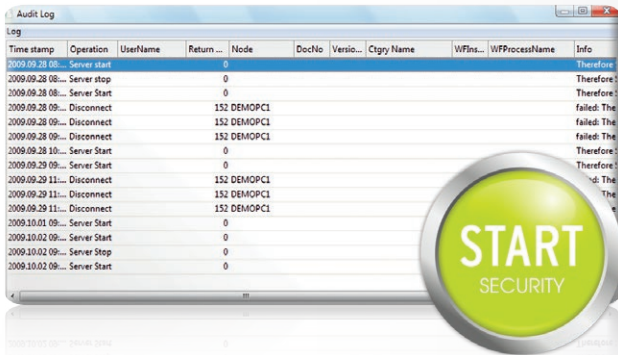 Audit Log
Log
Time stamp Operation UserName Return ... Node DocNo Versio... Ctgry Name WFIns... WFProcessName Info
2009.09.28 08:... Server start 0 Therefore
2009.09.28 08:... Server stop 0 Therefore
2009.09.28 08:... Server Start 0 Therefore
2009.09.28 09:... Disconnect 152 DEMOPC1 failed: The
2009.09.28 09:... Disconnect 152 DEMOPC1 failed: The
2009.09.28 09:... Disconnect 152 DEMOPC1 failed: The
2009.09.28 10:... Server Start 0 Therefore
2009.09.29 09:... Server Start 0 Therefore
2009.09.29 11:... Disconnect 152 DEMOPC1 The
2009.09.29 11:... Disconnect 152 DEMOPC1 The
2009.09.29 11:... Disconnect 152 DEMOPC1
2009.10.01 09:... Server Start 0
2009.10.02 09:... Server Start 0
2009.10.02 09:... Server Stop 0
2009.10.02 09:... Server Start 0
START
SECURITY